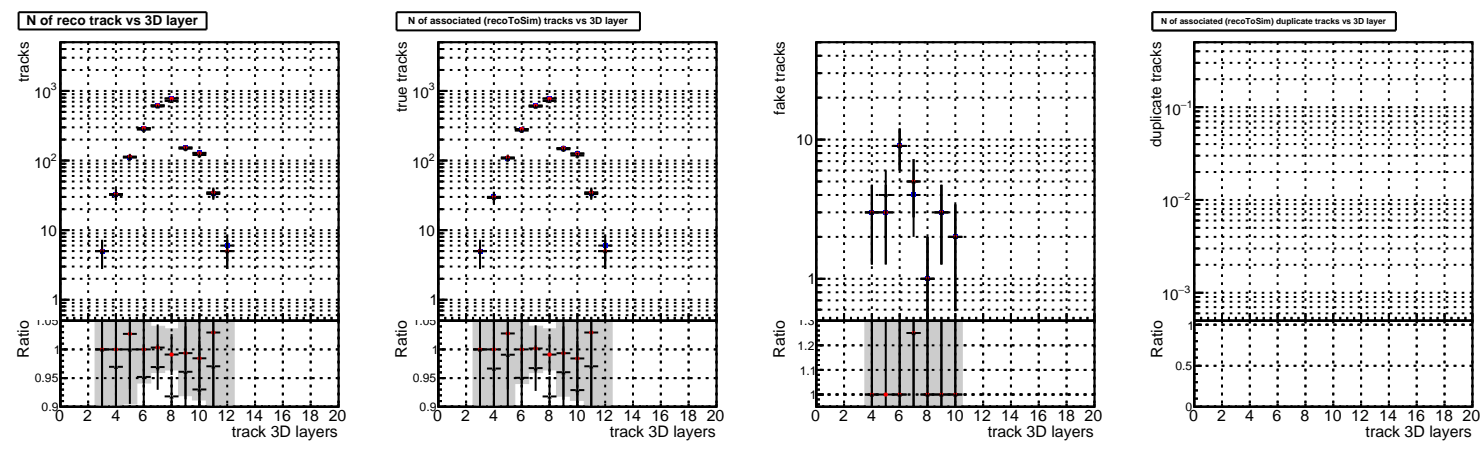 N of reco track vs 3D layer
tracks
10³
10²
10
1
Ratio
1.05
1
0.95
0.9
0 2 4 6 8 10 12 14 16 18 20
track 3D layers
N of associated (recoToSim) tracks vs 3D layer
true tracks
10³
10²
10
1
Ratio
1.05
1
0.95
0.9
0 2 4 6 8 10 12 14 16 18 20
track 3D layers
fake tracks
10
1
Ratio
1.3
1.2
1.1
1
0 2 4 6 8 10 12 14 16 18 20
track 3D layers
N of associated (recoToSim) duplicate tracks vs 3D layer
duplicate tracks
10⁻¹
10⁻²
10⁻³
Ratio
1
0.5
0
0 2 4 6 8 10 12 14 16 18 20
track 3D layers